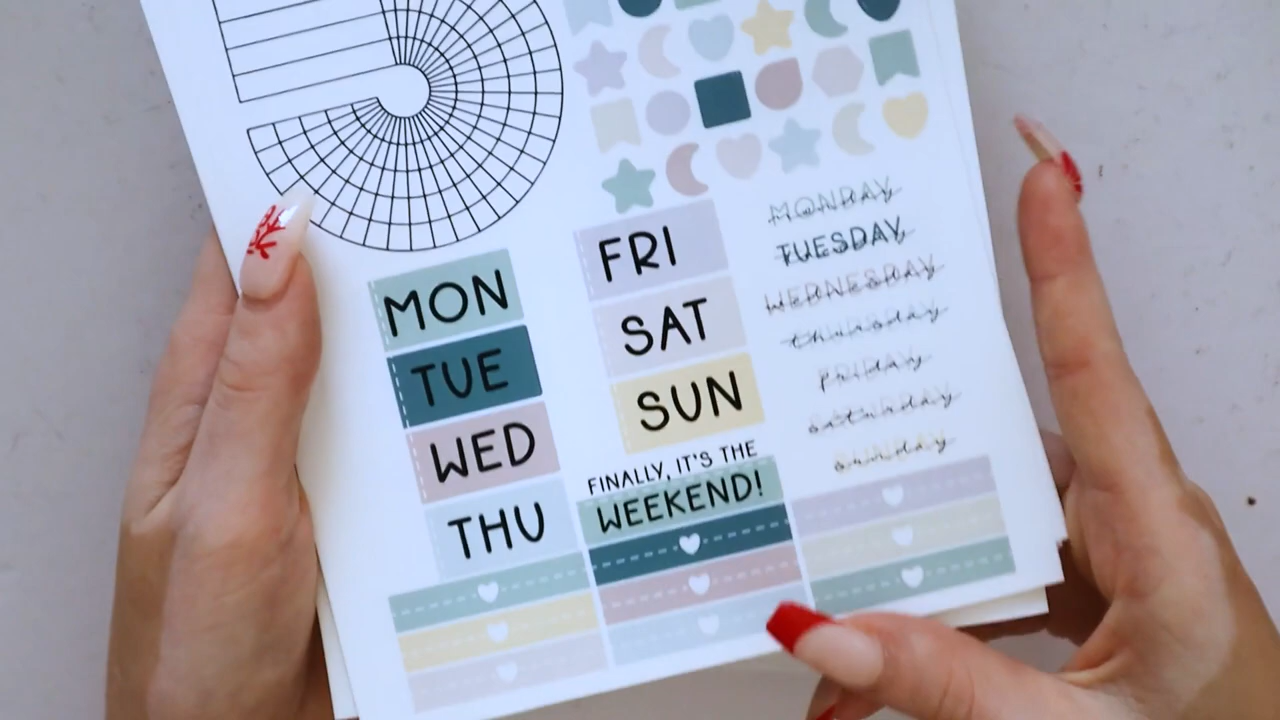 MON
TUE
WED
THU
FRI
SAT
SUN
FINALLY, IT'S THE
WEEKEND!
MONDAY
TUESDAY
WEDNESDAY
thursday
FRIDAY
saturday
sunday